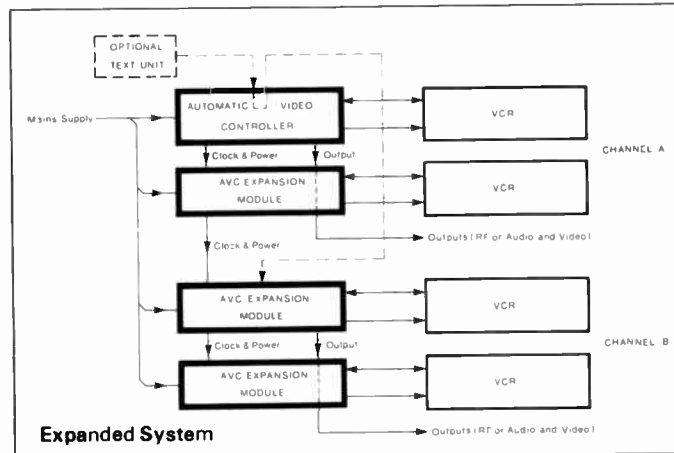 OPTIONAL
TEXT UNIT
AUTOMATIC VIDEO
CONTROLLER
VCR
Mains Supply
Clock & Power
Output
CHANNEL A
AVC EXPANSION
MODULE
VCR
Outputs (RF or Audio and Video)
Clock & Power
AVC EXPANSION
MODULE
VCR
Clock & Power
Output
CHANNEL B
AVC EXPANSION
MODULE
VCR
Outputs (RF or Audio and Video)
Expanded System